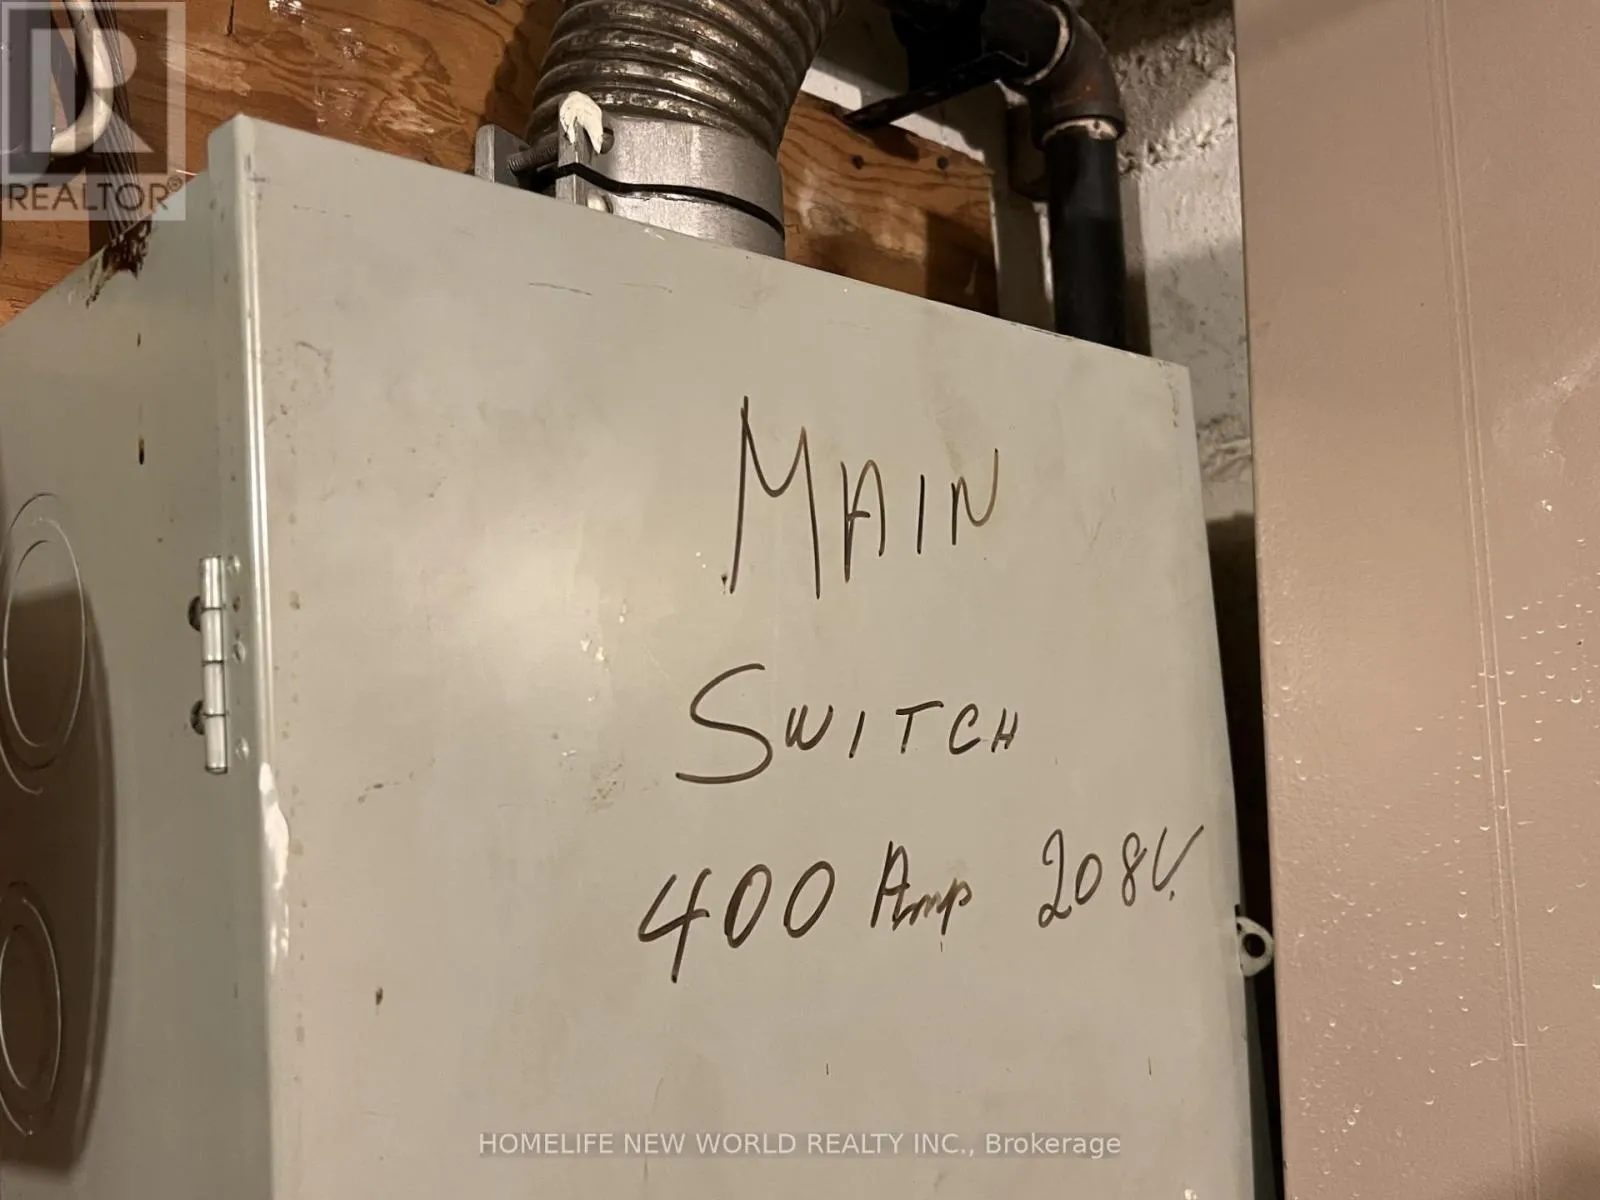 REALTOR®
MAIN
SWITCH
400 Amp 208V.
HOMELIFE NEW WORLD REALTY INC., Brokerage